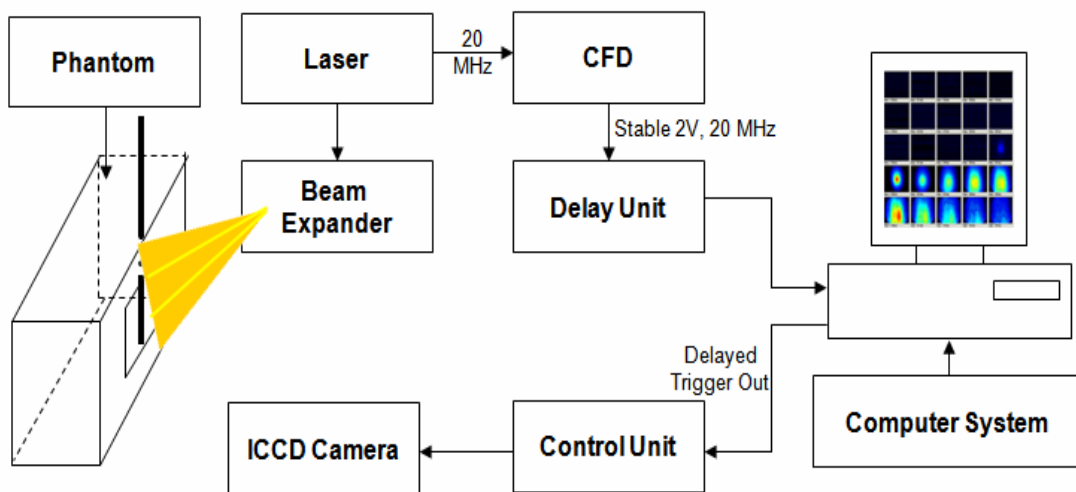 Phantom
Laser
20
MHz
CFD
Stable 2V, 20 MHz
Beam
Expander
Delay Unit
Delayed
Trigger Out
ICCD Camera
Control Unit
Computer System